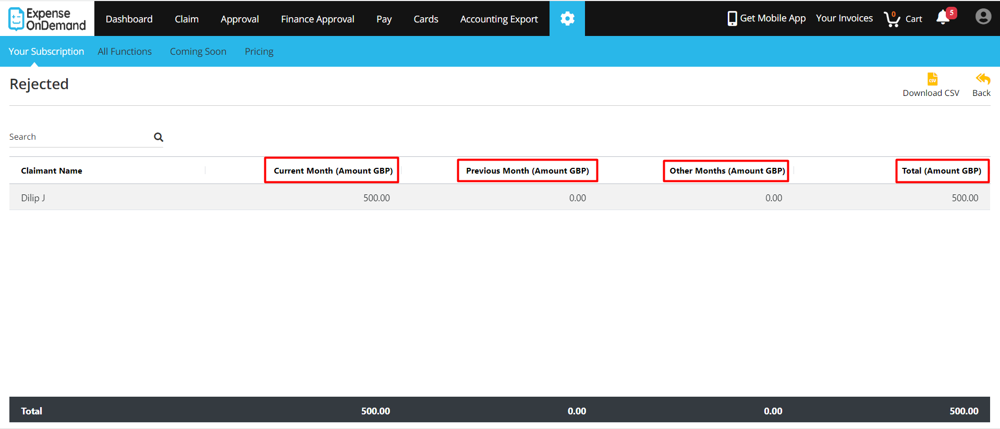 Expense
OnDemand
Dashboard Claim Approval Finance Approval Pay Cards Accounting Export Get Mobile App Your Invoices 0 Cart 5
Your Subscription All Functions Coming Soon Pricing
Rejected
CSV
Download CSV Back
Search
Claimant Name Current Month (Amount GBP) Previous Month (Amount GBP) Other Months (Amount GBP) Total (Amount GBP)
Dilip J 500.00 0.00 0.00 500.00
Total 500.00 0.00 0.00 500.00